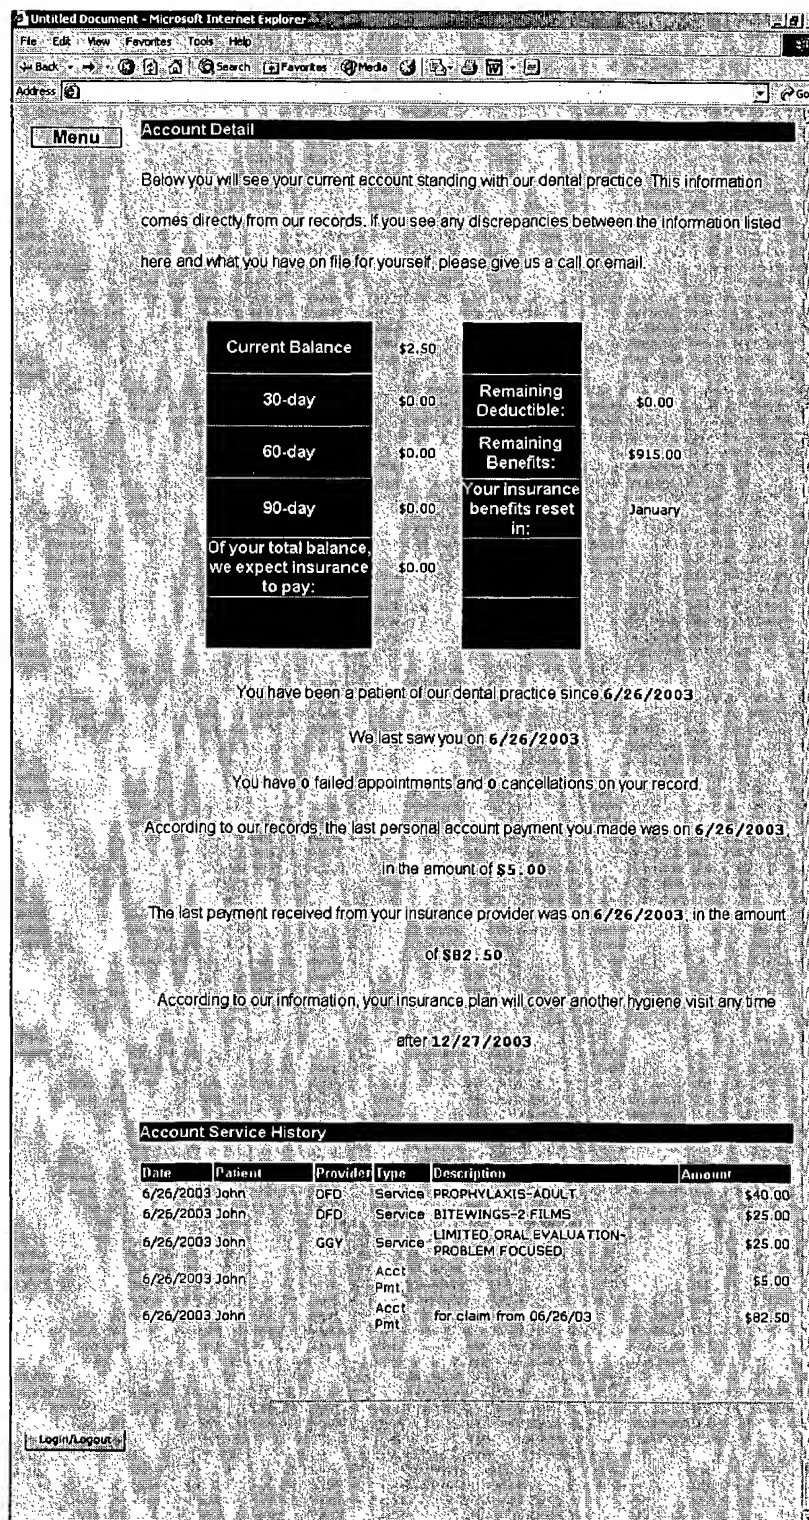 Untitled Document - Microsoft Internet Explorer
File Edit View Favorites Tools Help
Back Search Favorites Media
Address Go
Menu
Account Detail
Below you will see your current account standing with our dental practice. This information
comes directly from our records. If you see any discrepancies between the information listed
here and what you have on file for yourself, please give us a call or email.
Current Balance $2.50
30-day $0.00 Remaining Deductible: $0.00
60-day $0.00 Remaining Benefits: $915.00
90-day $0.00 Your insurance benefits reset in: January
Of your total balance, we expect insurance to pay: $0.00
You have been a patient of our dental practice since 6/26/2003
We last saw you on 6/26/2003
You have 0 failed appointments and 0 cancellations on your record.
According to our records, the last personal account payment you made was on 6/26/2003,
in the amount of $5.00
The last payment received from your insurance provider was on 6/26/2003, in the amount
of $82.50
According to our information, your insurance plan will cover another hygiene visit any time
after 12/27/2003
Account Service History
Date Patient Provider Type Description Amount
6/26/2003 John DFD Service PROPHYLAXIS-ADULT $40.00
6/26/2003 John DFD Service BITEWINGS-2 FILMS $25.00
6/26/2003 John GGY Service LIMITED ORAL EVALUATION-PROBLEM FOCUSED $25.00
6/26/2003 John Acct Pmt. $5.00
6/26/2003 John Acct Pmt. for claim from 06/26/03 $82.50
Login/Logout